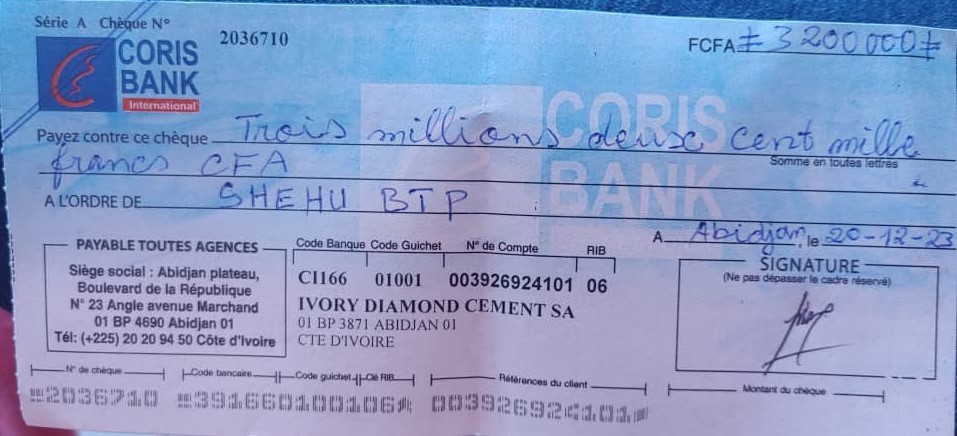 Série A Chèque N°
2036710
CORIS
BANK
International
FCFA # 3200000 #
CORIS
BANK
Payez contre ce chèque Trois millions deux cent mille
francs CFA
Somme en toutes lettres
A L'ORDRE DE SHEHU BTP
A Abidjan, le 20-12-23
PAYABLE TOUTES AGENCES
Siège social : Abidjan plateau,
Boulevard de la République
N° 23 Angle avenue Marchand
01 BP 4690 Abidjan 01
Tél: (+225) 20 20 94 50 Côte d'Ivoire
Code Banque Code Guichet N° de Compte RIB
CI166 01001 003926924101 06
IVORY DIAMOND CEMENT SA
01 BP 3871 ABIDJAN 01
CTE D'IVOIRE
SIGNATURE
(Ne pas dépasser le cadre réservé)
N° de chèque Code bancaire Code guichet Clé RIB Références du client Montant du chèque
2036710 391660100106 003926924101